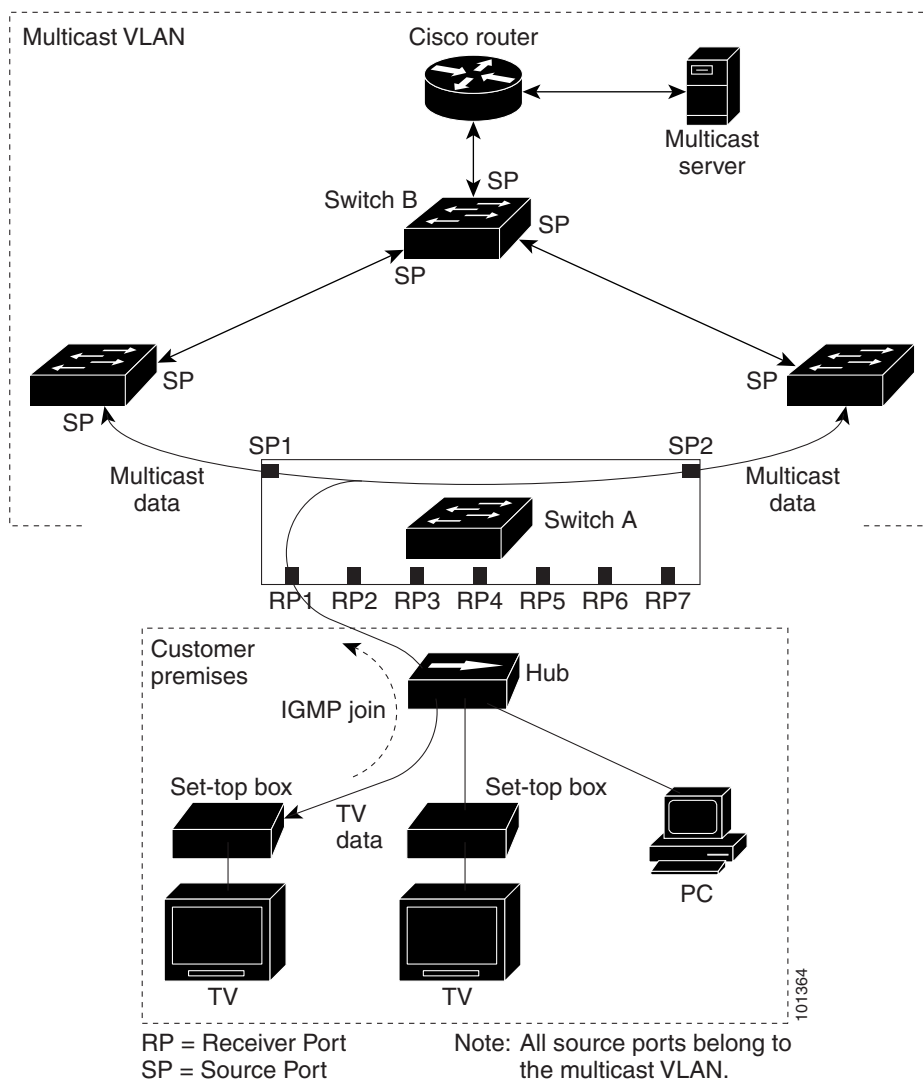 Multicast VLAN
Cisco router
Multicast
server
SP
Switch B
SP
SP
SP
SP
SP
SP1
SP2
Multicast
data
Multicast
data
Switch A
RP1 RP2 RP3 RP4 RP5 RP6 RP7
Customer
premises
Hub
IGMP join
Set-top box
Set-top box
TV
data
PC
TV
TV
101364
RP = Receiver Port
SP = Source Port
Note: All source ports belong to
the multicast VLAN.